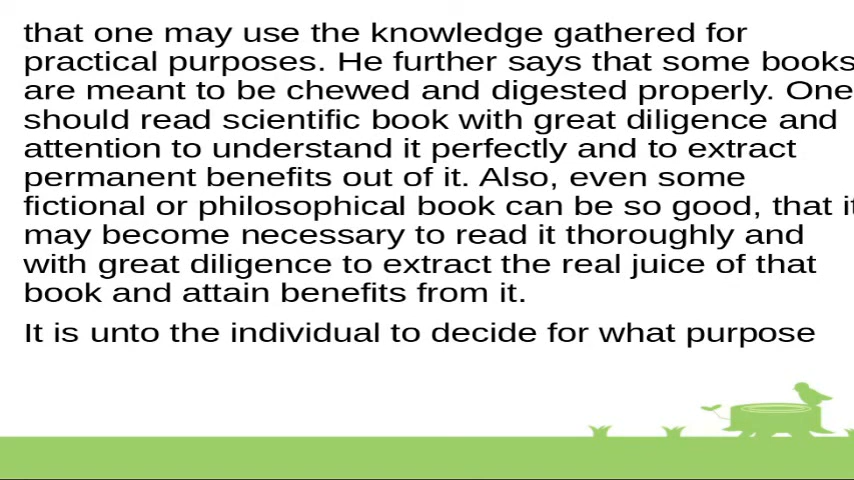 that one may use the knowledge gathered for
practical purposes. He further says that some books
are meant to be chewed and digested properly. One
should read scientific book with great diligence and
attention to understand it perfectly and to extract
permanent benefits out of it. Also, even some
fictional or philosophical book can be so good, that it
may become necessary to read it thoroughly and
with great diligence to extract the real juice of that
book and attain benefits from it.
It is unto the individual to decide for what purpose